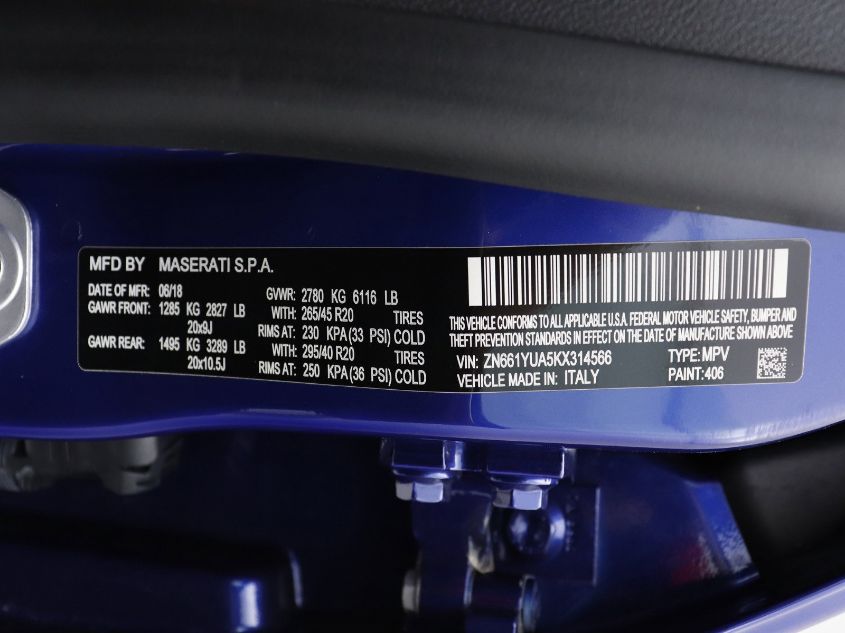 MFD BY MASERATI S.P.A.
DATE OF MFR: 06/18 GVWR: 2780 KG 6116 LB
GAWR FRONT: 1285 KG 2827 LB WITH: 265/45 R20 TIRES
20x9J RIMS AT: 230 KPA (33 PSI) COLD
GAWR REAR: 1495 KG 3289 LB WITH: 295/40 R20 TIRES
20x10.5J RIMS AT: 250 KPA (36 PSI) COLD
THIS VEHICLE CONFORMS TO ALL APPLICABLE U.S.A. FEDERAL MOTOR VEHICLE SAFETY, BUMPER AND
THEFT PREVENTION STANDARDS IN EFFECT ON THE DATE OF MANUFACTURE SHOWN ABOVE
VIN: ZN661YUA5KX314566 TYPE: MPV
VEHICLE MADE IN: ITALY PAINT: 406